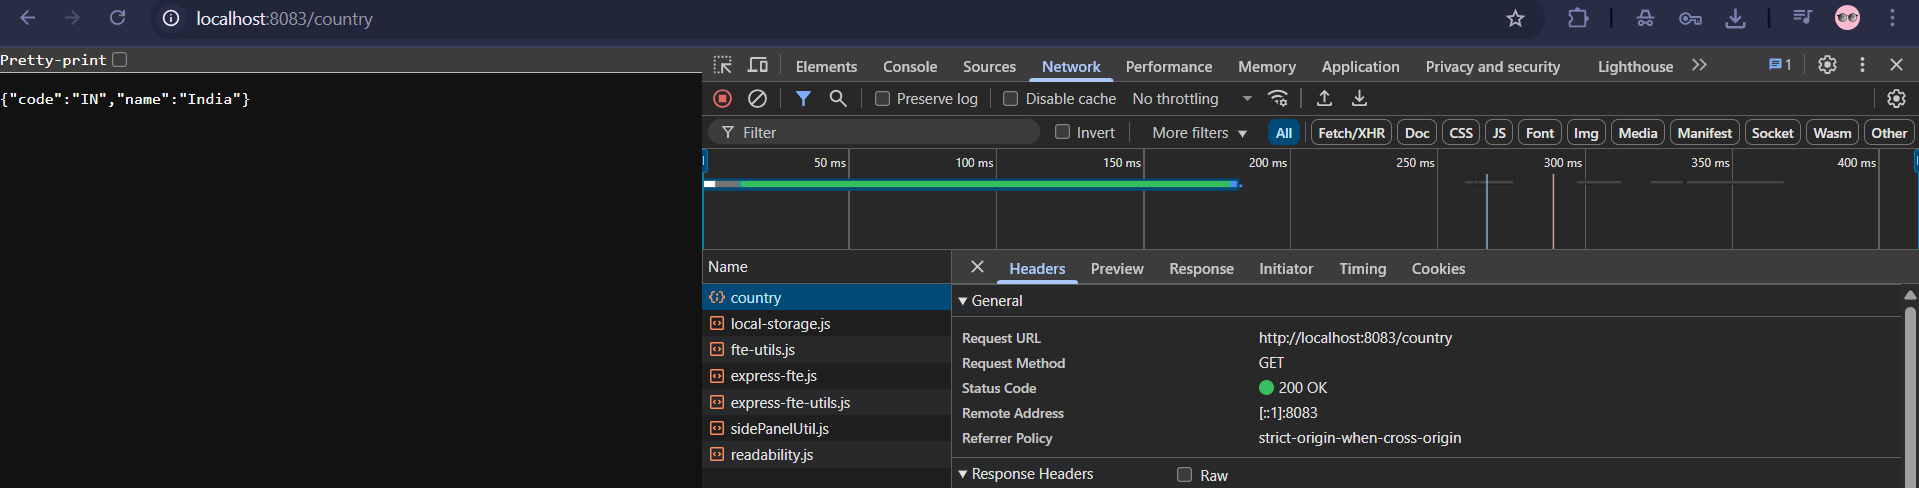 localhost:8083/country
Pretty-print
{"code":"IN","name":"India"}
Elements Console Sources Network Performance Memory Application Privacy and security Lighthouse 1
Preserve log Disable cache No throttling
Filter Invert More filters All Fetch/XHR Doc CSS JS Font Img Media Manifest Socket Wasm Other
50 ms 100 ms 150 ms 200 ms 250 ms 300 ms 350 ms 400 ms
Name
country
local-storage.js
fte-utils.js
express-fte.js
express-fte-utils.js
sidePanelUtil.js
readability.js
Headers Preview Response Initiator Timing Cookies
General
Request URL http://localhost:8083/country
Request Method GET
Status Code 200 OK
Remote Address [::1]:8083
Referrer Policy strict-origin-when-cross-origin
Response Headers Raw